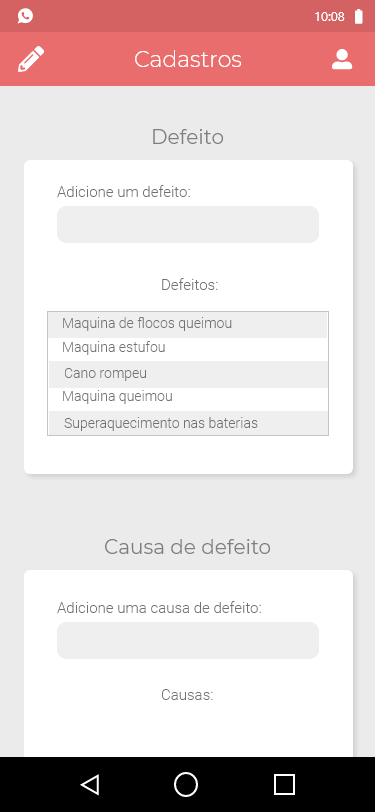 10:08
Cadastros
Defeito
Adicione um defeito:
Defeitos:
Maquina de flocos queimou
Maquina estufou
Cano rompeu
Maquina queimou
Superaquecimento nas baterias
Causa de defeito
Adicione uma causa de defeito:
Causas: